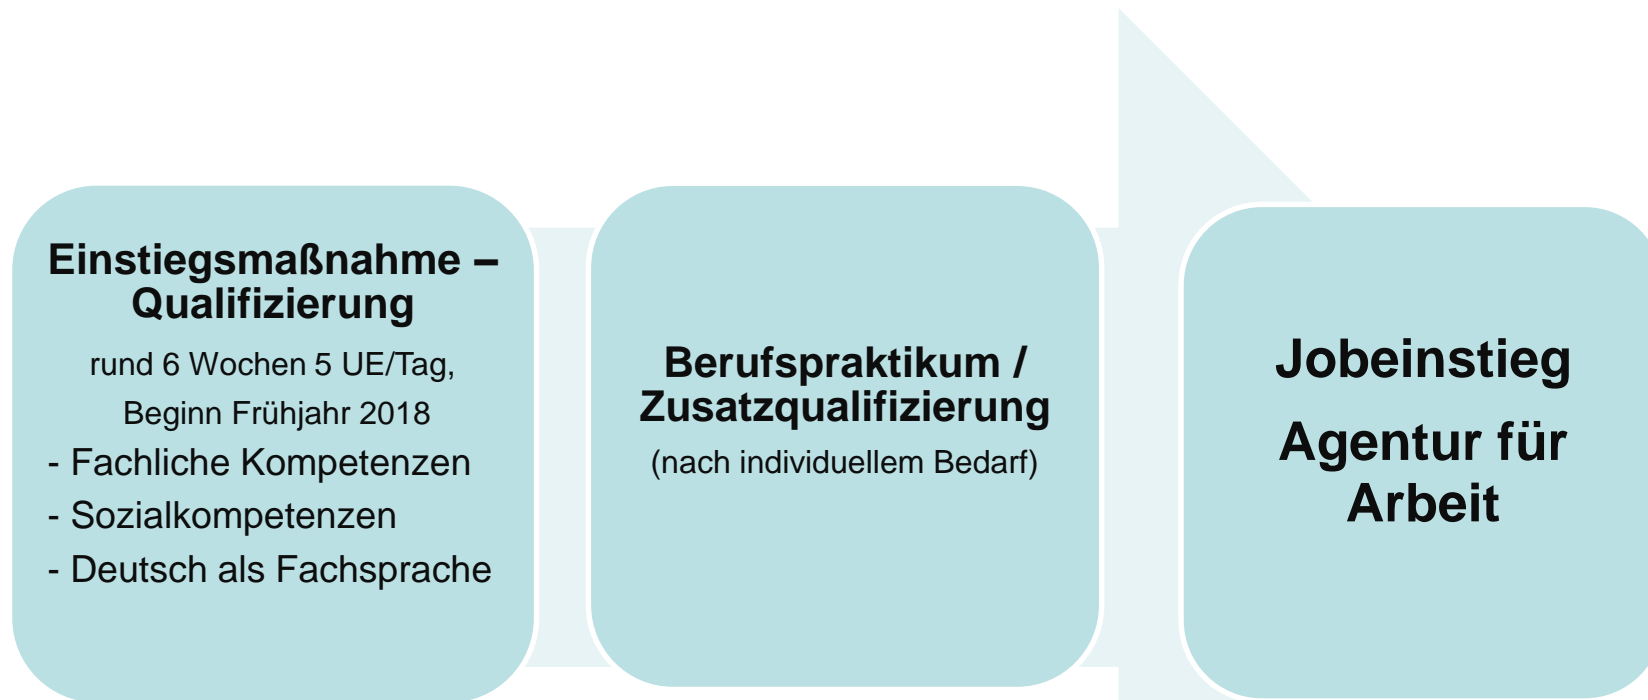 Einstiegsmaßnahme –
Qualifizierung
rund 6 Wochen 5 UE/Tag,
Beginn Frühjahr 2018
- Fachliche Kompetenzen
- Sozialkompetenzen
- Deutsch als Fachsprache
Berufspraktikum /
Zusatzqualifizierung
(nach individuellem Bedarf)
Jobeinstieg
Agentur für
Arbeit